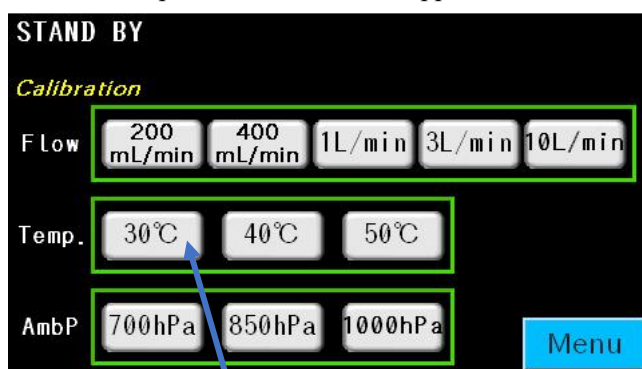 STAND BY
Calibration
Flow 200 mL/min 400 mL/min 1L/min 3L/min 10L/min
Temp. 30℃ 40℃ 50℃
AmbP 700hPa 850hPa 1000hPa
Menu